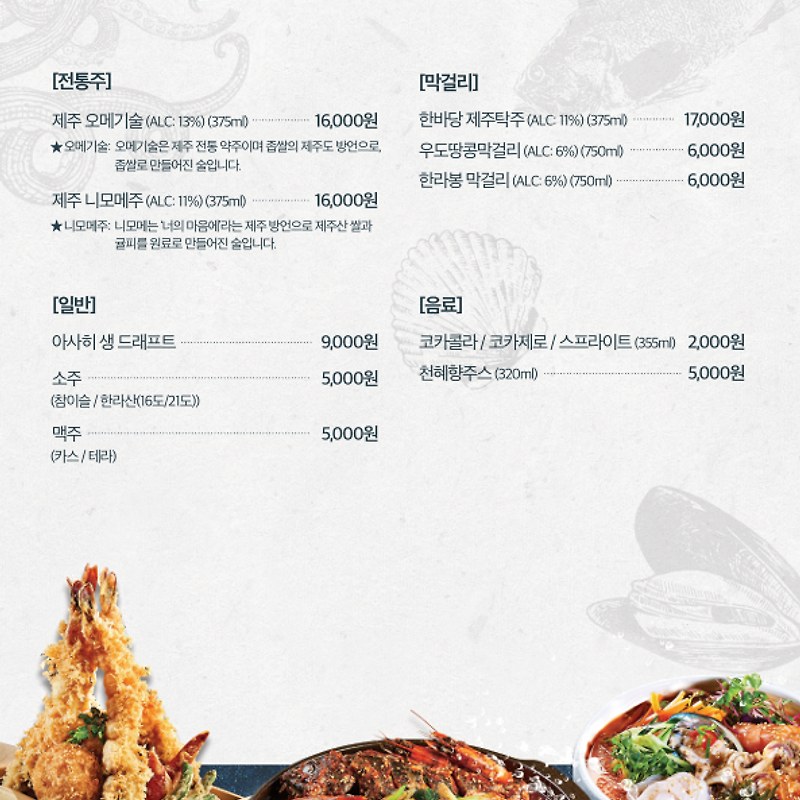 [전통주]
제주 오메기술 (ALC: 13%) (375ml) 16,000원
★오메기술: 오메기술은 제주 전통 약주이며 좁쌀의 제주도 방언으로,
좁쌀로 만들어진 술입니다.
제주 니모메주 (ALC: 11%) (375ml) 16,000원
★니모메주: 니모메는 '너의 마음에'라는 제주 방언으로 제주산 쌀과
귤피를 원료로 만들어진 술입니다.
[막걸리]
한바당 제주탁주 (ALC: 11%) (375ml) 17,000원
우도땅콩막걸리 (ALC: 6%) (750ml) 6,000원
한라봉 막걸리 (ALC: 6%) (750ml) 6,000원
[일반]
아사히 생 드래프트 9,000원
소주 5,000원
(참이슬 / 한라산(16도/21도))
맥주 5,000원
(카스 / 테라)
[음료]
코카콜라 / 코카제로 / 스프라이트 (355ml) 2,000원
천혜향주스 (320ml) 5,000원